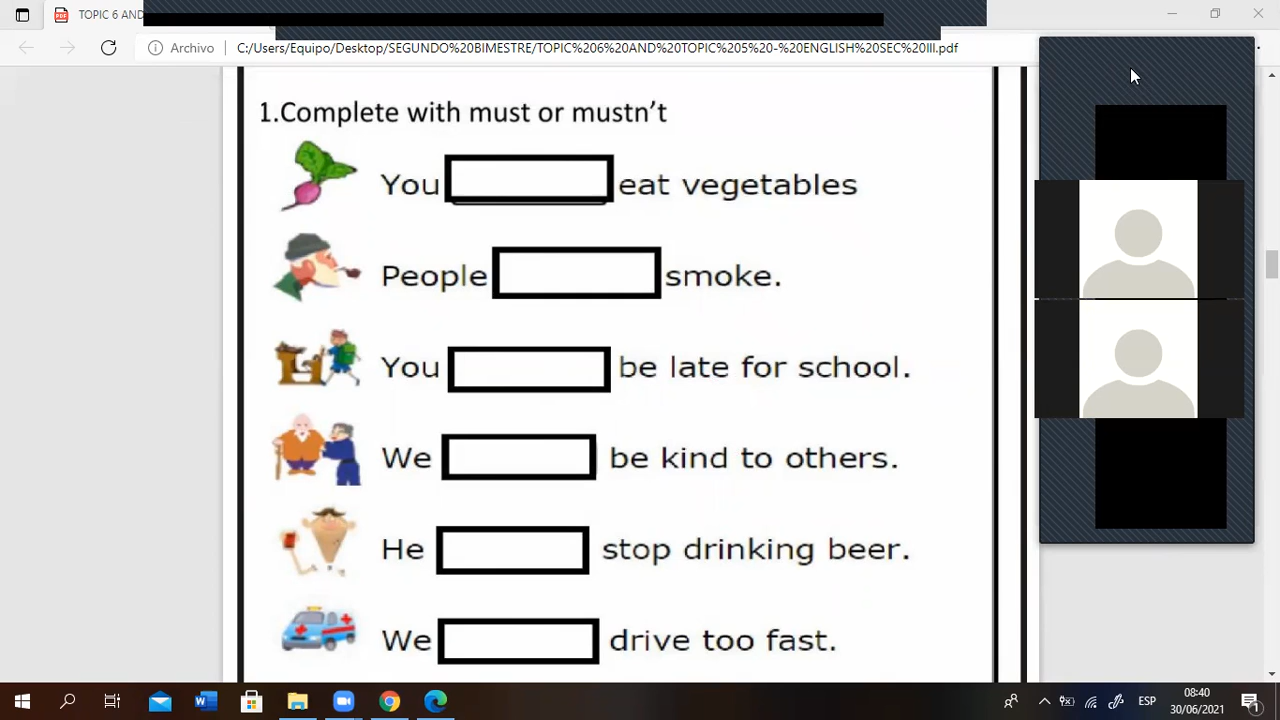 TOPIC 6 AND
Archivo
C:/Users/Equipo/Desktop/SEGUNDO%20BIMESTRE/TOPIC%206%20AND%20TOPIC%205%20-%20ENGLISH%20SEC%20III.pdf
1.Complete with must or mustn’t
You eat vegetables
People smoke.
You be late for school.
We be kind to others.
He stop drinking beer.
We drive too fast.
ESP
08:40
30/06/2021